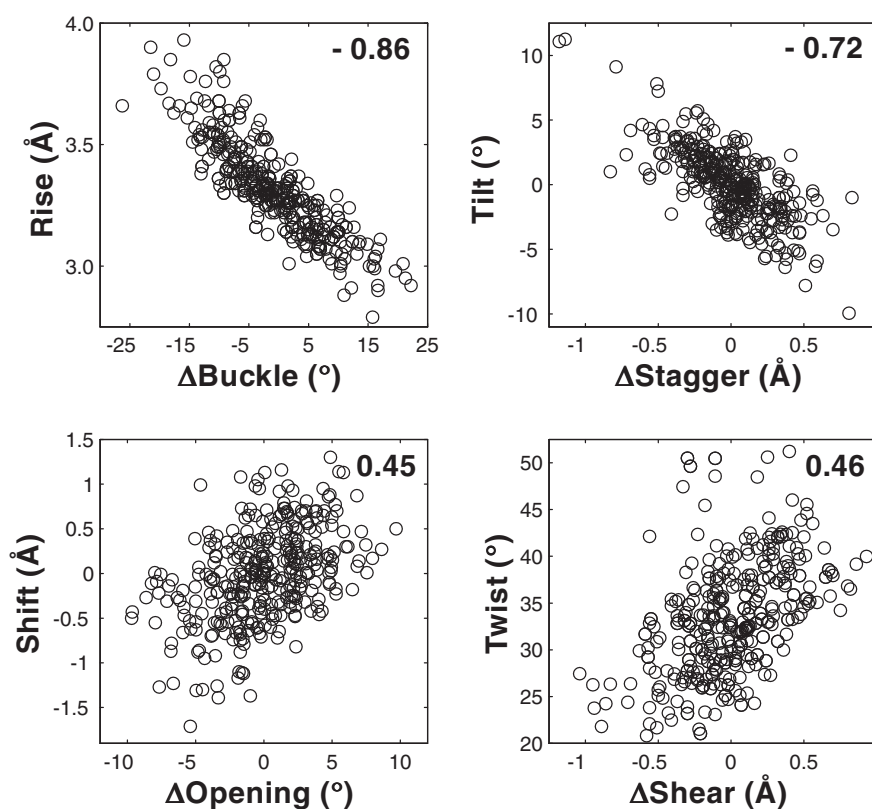 4.0
3.5
3.0
Rise (Å)
- 0.86
-25 -15 -5 5 15 25
ΔBuckle (°)
10
5
0
-5
-10
Tilt (°)
- 0.72
-1 -0.5 0 0.5
ΔStagger (Å)
1.5
1
0.5
0
-0.5
-1
-1.5
Shift (Å)
0.45
-10 -5 0 5 10
ΔOpening (°)
50
45
40
35
30
25
20
Twist (°)
0.46
-1 -0.5 0 0.5
ΔShear (Å)